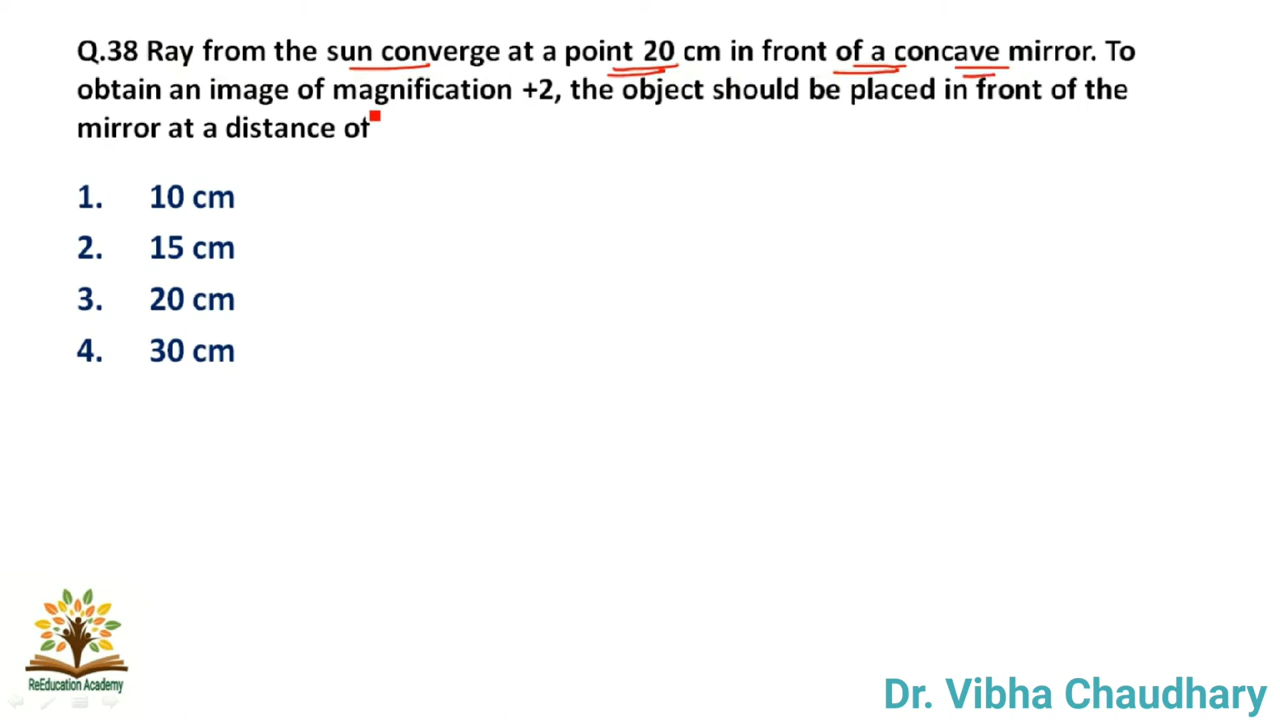 Q.38 Ray from the sun converge at a point 20 cm in front of a concave mirror. To
obtain an image of magnification +2, the object should be placed in front of the
mirror at a distance of
1. 10 cm
2. 15 cm
3. 20 cm
4. 30 cm
ReEducation Academy
Dr. Vibha Chaudhary